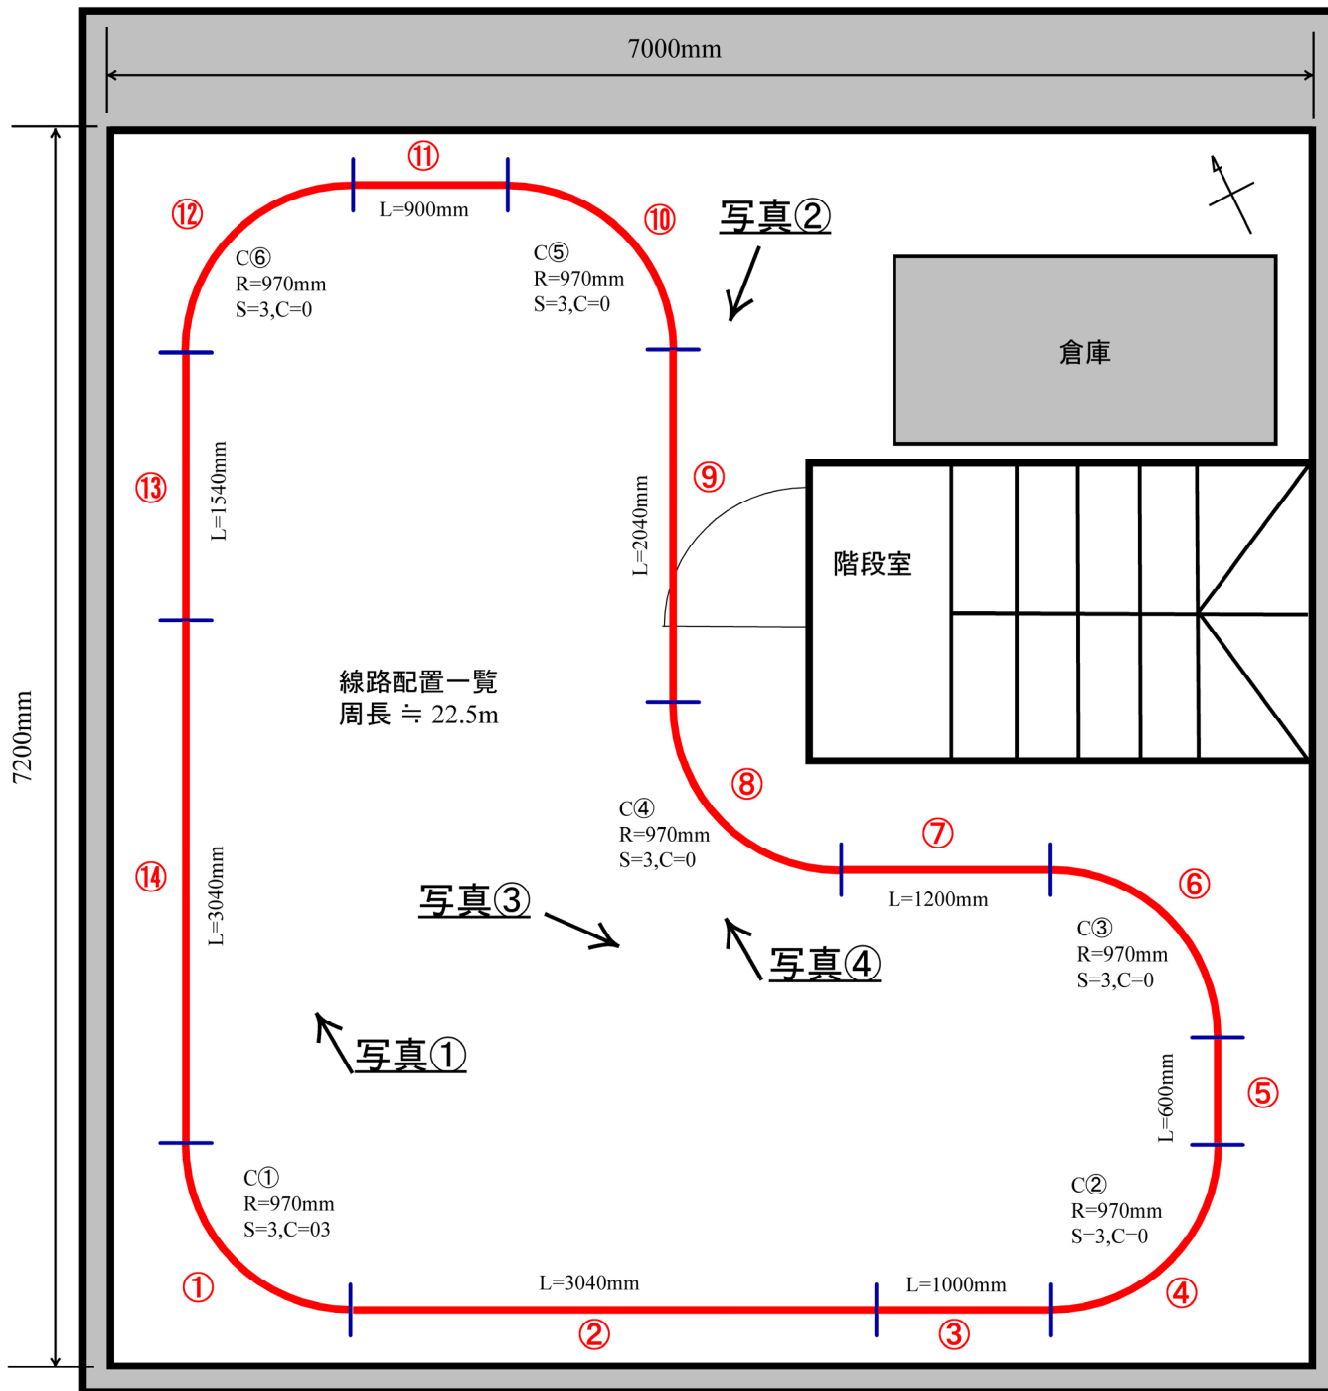 7000mm
⑪
L=900mm
⑫
⑩
写真②
C⑥
R=970mm
S=3,C=0
C⑤
R=970mm
S=3,C=0
倉庫
⑬
L=1540mm
L=2040mm
⑨
階段室
線路配置一覧
周長 ≒ 22.5m
7200mm
⑧
C④
R=970mm
S=3,C=0
⑦
L=1200mm
⑭
L=3040mm
⑥
写真③
C③
R=970mm
S=3,C=0
写真④
写真①
L=600mm
⑤
C①
R=970mm
S=3,C=03
C②
R=970mm
S=3,C=0
①
L=3040mm
L=1000mm
④
②
③